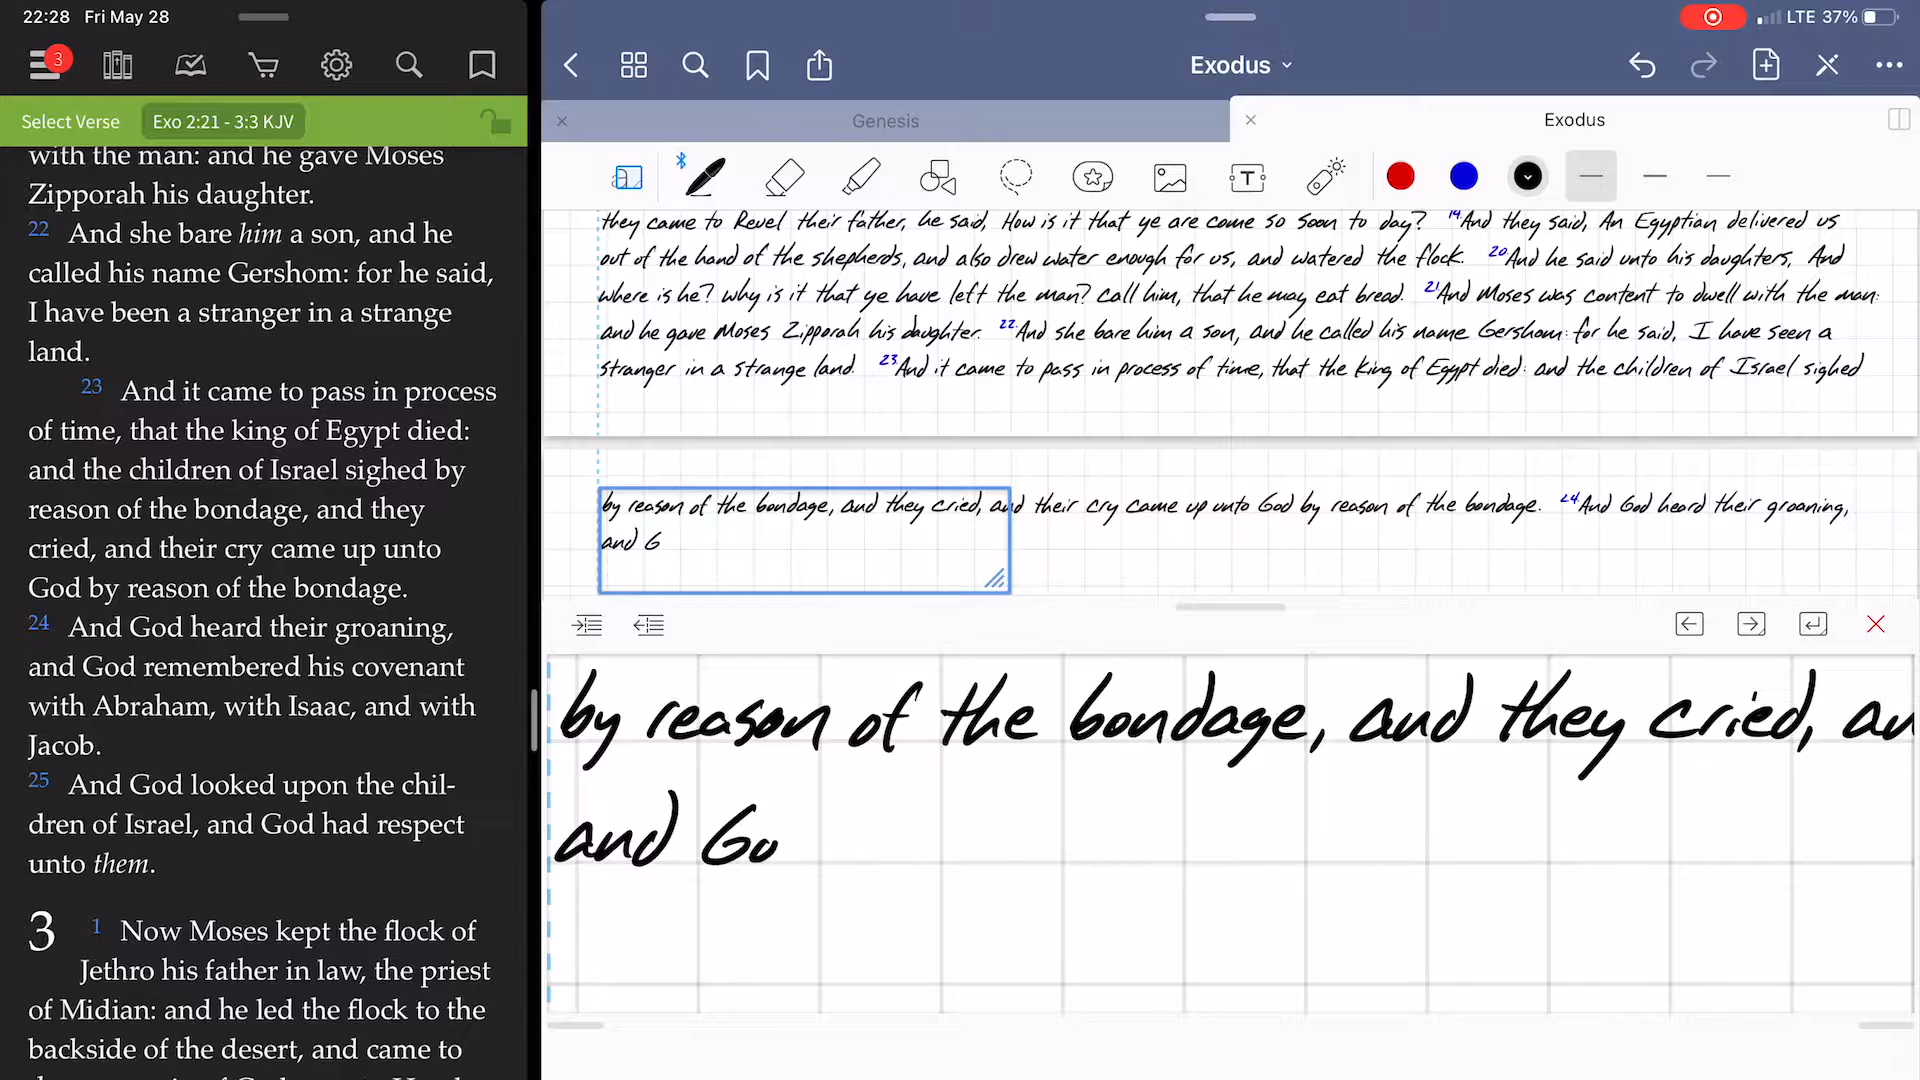 22:28 Fri May 28
3
Select Verse
Exo 2:21 - 3:3 KJV
with the man: and he gave Moses
Zipporah his daughter.
22 And she bare him a son, and he
called his name Gershom: for he said,
I have been a stranger in a strange
land.
23 And it came to pass in process
of time, that the king of Egypt died:
and the children of Israel sighed by
reason of the bondage, and they
cried, and their cry came up unto
God by reason of the bondage.
24 And God heard their groaning,
and God remembered his covenant
with Abraham, with Isaac, and with
Jacob.
25 And God looked upon the chil-
dren of Israel, and God had respect
unto them.
3 1 Now Moses kept the flock of
Jethro his father in law, the priest
of Midian: and he led the flock to the
backside of the desert, and came to
LTE 37%
Exodus
Genesis
Exodus
they came to Revel their father, he said, How is it that ye are come so soon to day? 19 And they said, An Egyptian delivered us
out of the hand of the shepherds, and also drew water enough for us, and watered the flock. 20 And he said unto his daughters, And
where is he? why is it that ye have left the man? call him, that he may eat bread. 21 And Moses was content to dwell with the man:
and he gave Moses Zipporah his daughter. 22 And she bare him a son, and he called his name Gershom: for he said, I have seen a
stranger in a strange land. 23 And it came to pass in process of time, that the king of Egypt died: and the children of Israel sighed
by reason of the bondage, and they cried, and their cry came up unto God by reason of the bondage. 24 And God heard their groaning,
and G
by reason of the bondage, and they cried, an
and Go